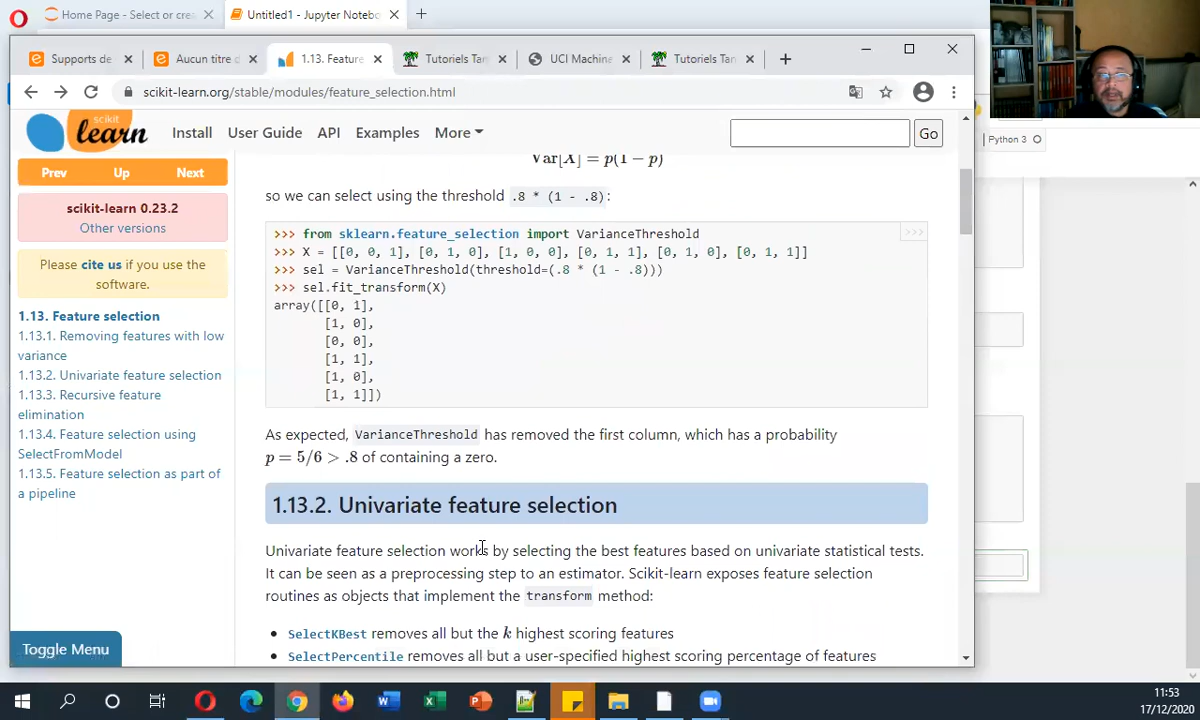 Home Page - Select or crea
Untitled1 - Jupyter Notebo
Supports de
Aucun titre d
1.13. Feature
Tutoriels Tan
UCI Machine
Tutoriels Tan
scikit-learn.org/stable/modules/feature_selection.html
scikit
learn
Install
User Guide
API
Examples
More
Go
Python 3
Prev
Up
Next
scikit-learn 0.23.2
Other versions
Please cite us if you use the
software.
1.13. Feature selection
1.13.1. Removing features with low
variance
1.13.2. Univariate feature selection
1.13.3. Recursive feature
elimination
1.13.4. Feature selection using
SelectFromModel
1.13.5. Feature selection as part of
a pipeline
Toggle Menu
Var[X] = p(1 − p)
so we can select using the threshold .8 * (1 - .8):
>>>
>>> from sklearn.feature_selection import VarianceThreshold
>>> X = [[0, 0, 1], [0, 1, 0], [1, 0, 0], [0, 1, 1], [0, 1, 0], [0, 1, 1]]
>>> sel = VarianceThreshold(threshold=(.8 * (1 - .8)))
>>> sel.fit_transform(X)
array([[0, 1],
[1, 0],
[0, 0],
[1, 1],
[1, 0],
[1, 1]])
As expected, VarianceThreshold has removed the first column, which has a probability
p = 5/6 > .8 of containing a zero.
1.13.2. Univariate feature selection
Univariate feature selection works by selecting the best features based on univariate statistical tests.
It can be seen as a preprocessing step to an estimator. Scikit-learn exposes feature selection
routines as objects that implement the transform method:
• SelectKBest removes all but the k highest scoring features
• SelectPercentile removes all but a user-specified highest scoring percentage of features
11:53
17/12/2020